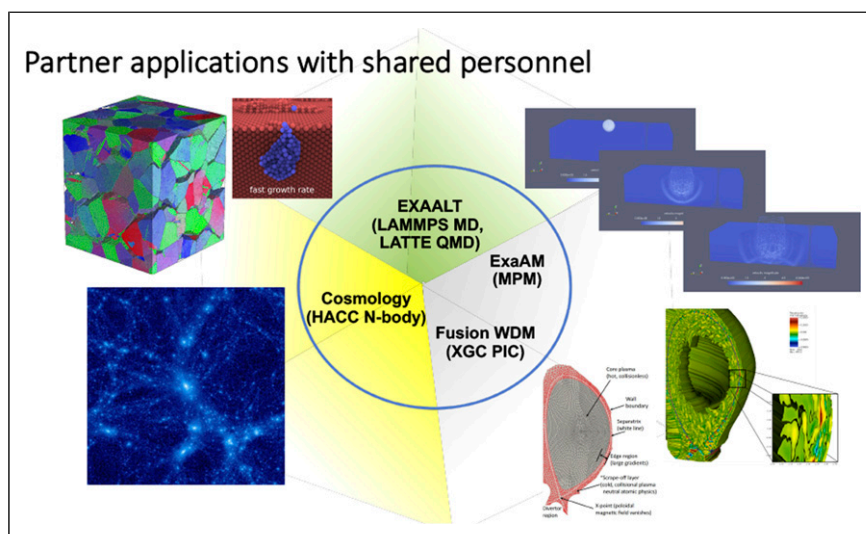 Partner applications with shared personnel
fast growth rate
EXAALT
(LAMMPS MD,
LATTE QMD)
ExaAM
(MPM)
Cosmology
(HACC N-body)
Fusion WDM
(XGC PIC)
Core plasma
(hot, collisionless)
Wall
boundary
Separatrix
(white line)
Edge region
(large gradients)
"Scrape-off layer"
(cold, collisional plasma
neutral atomic physics)
X-point (poloidal
magnetic field vanishes)
Divertor
region